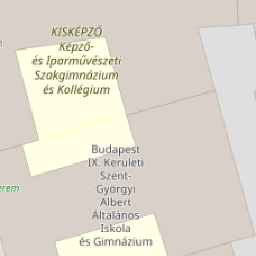 KISKÉPZŐ
Képző-
és Iparművészeti
Szakgimnázium
és Kollégium
Budapest
IX. Kerületi
Szent-
Györgyi
Albert
Általános
Iskola
és Gimnázium